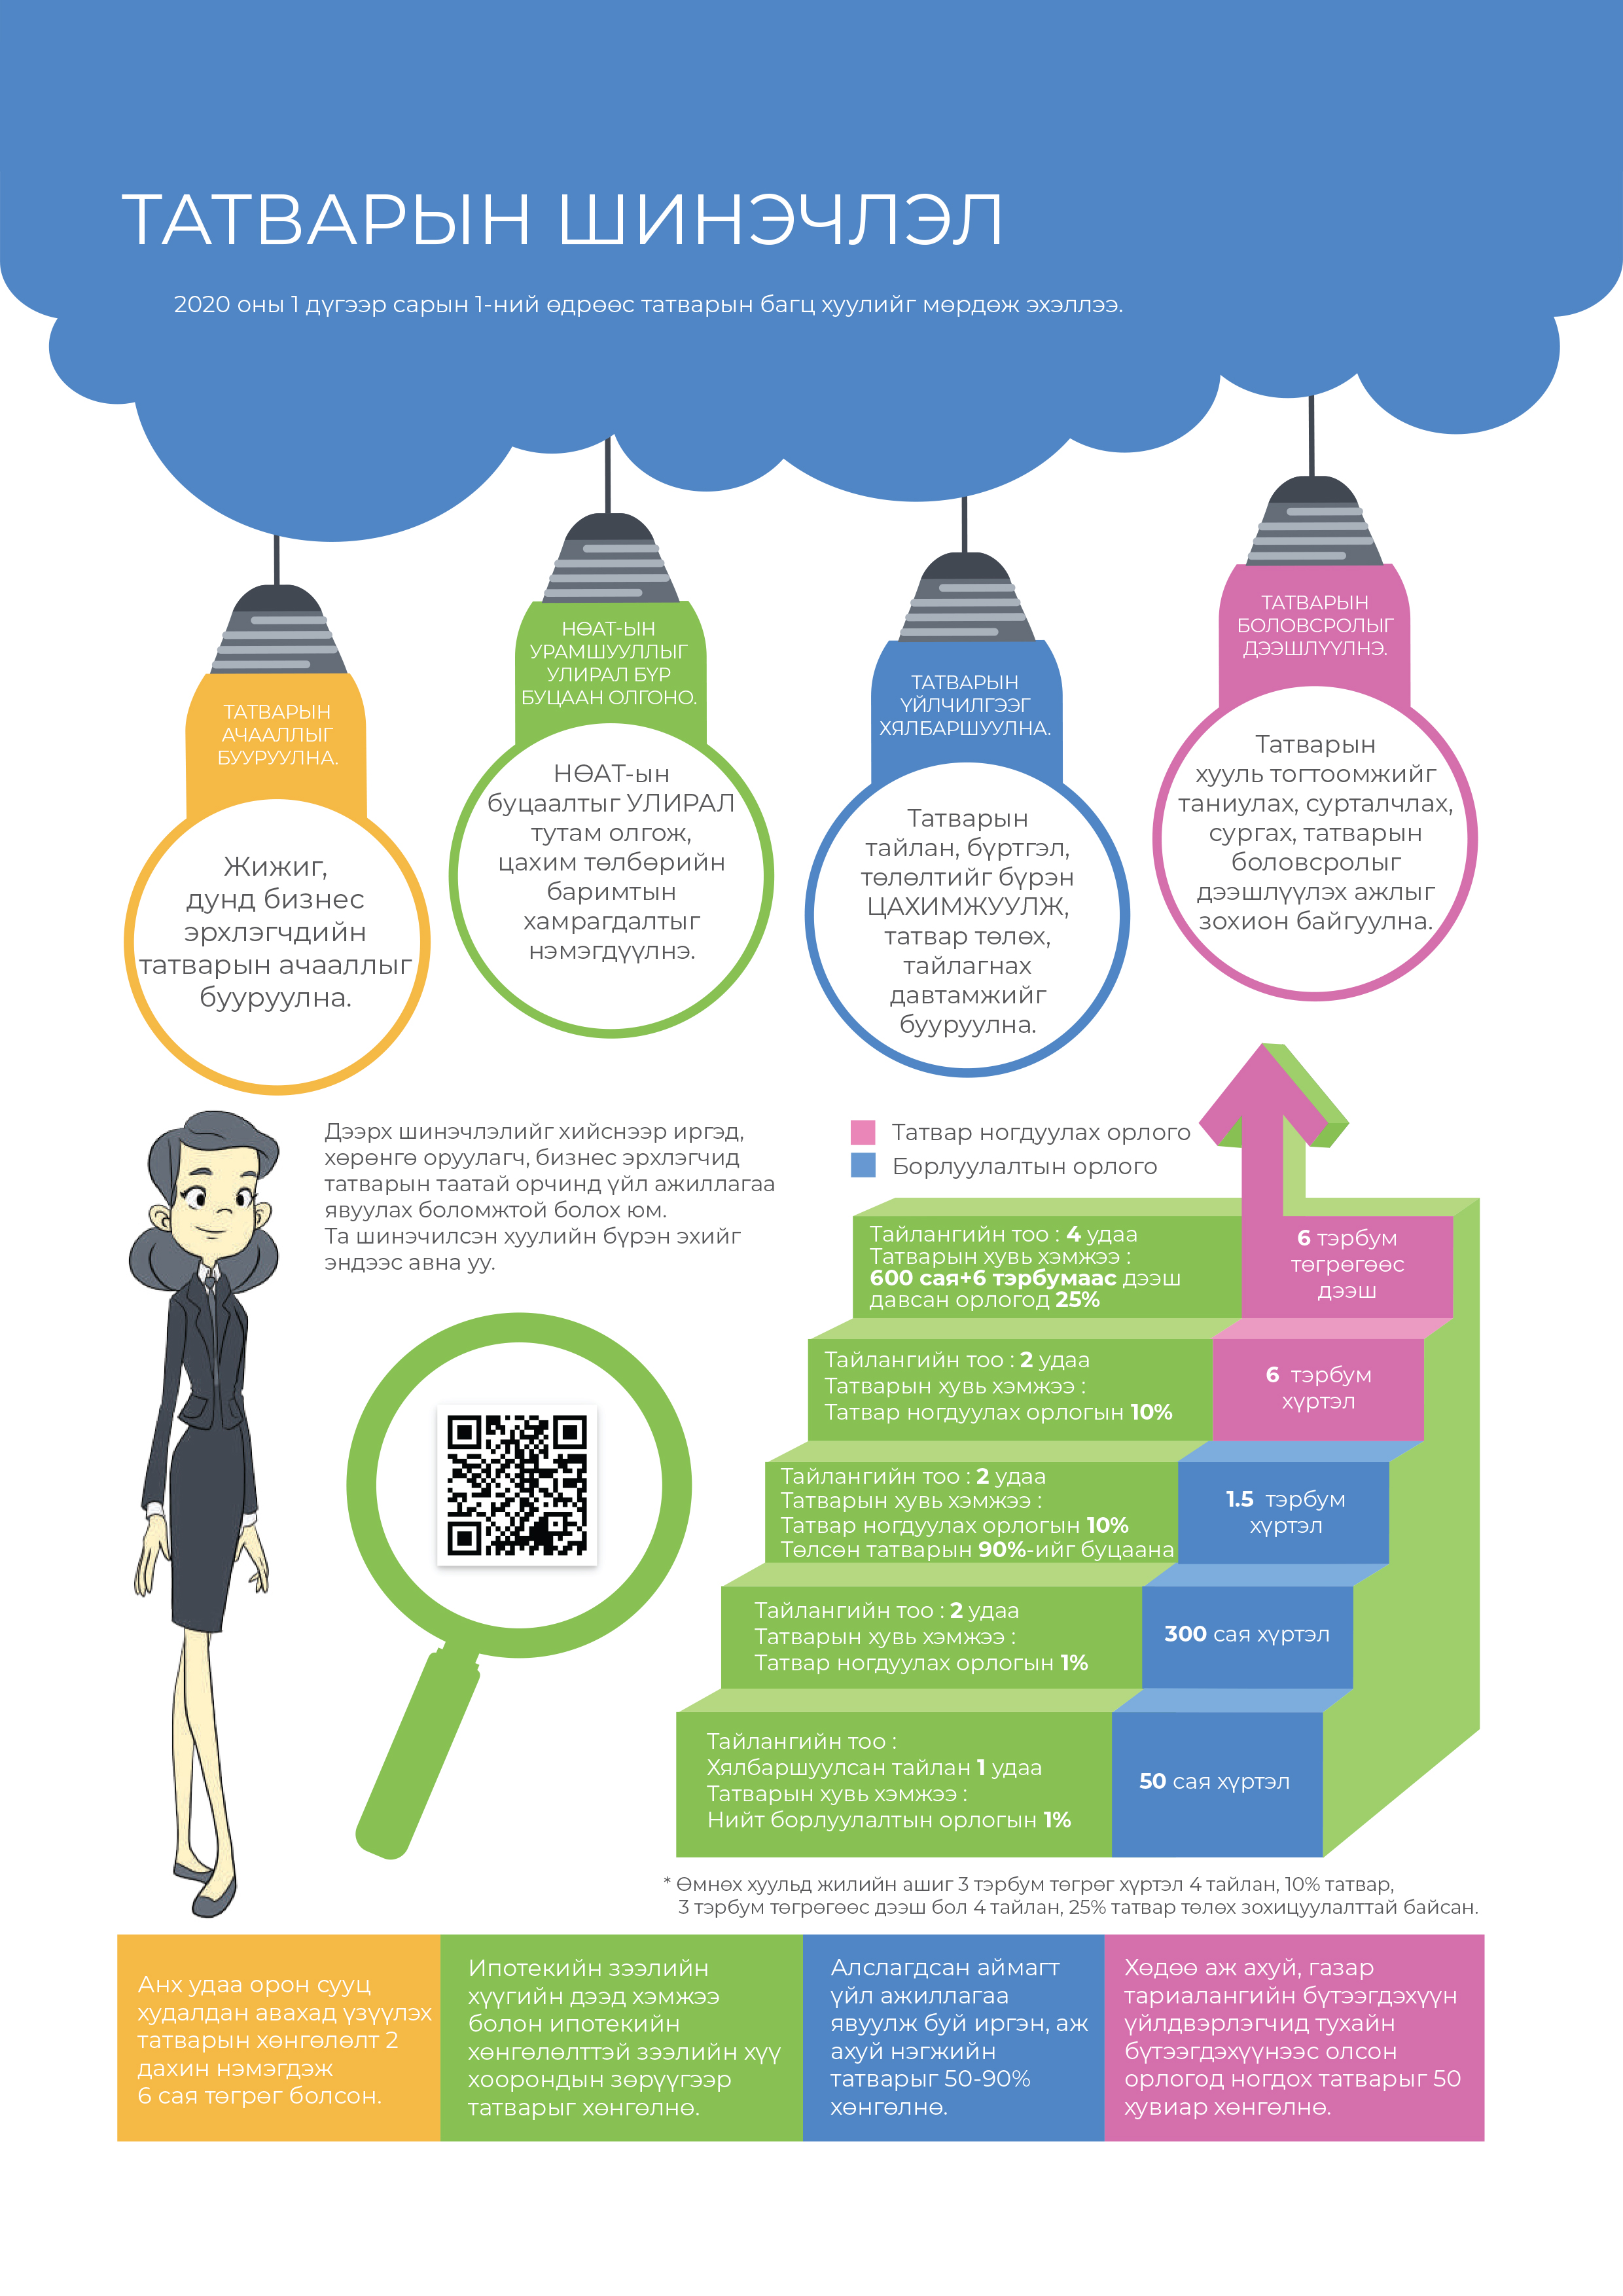 ТАТВАРЫН ШИНЭЧЛЭЛ
2020 оны 1 дүгээр сарын 1-ний өдрөөс татварын багц хуулийг мөрдөж эхэллээ.
ТАТВАРЫН
АЧААЛЛЫГ
БУУРУУЛНА.
Жижиг,
дунд бизнес
эрхлэгчдийн
татварын ачааллыг
бууруулна.
НӨАТ-ЫН
УРАМШУУЛЛЫГ
УЛИРАЛ БҮР
БУЦААН ОЛГОНО.
НӨАТ-ын
буцаалтыг УЛИРАЛ
тутам олгож,
цахим төлбөрийн
баримтын
хамрагдалтыг
нэмэгдүүлнэ.
ТАТВАРЫН
ҮЙЛЧИЛГЭЭГ
ХЯЛБАРШУУЛНА.
Татварын
тайлан, бүртгэл,
төлөлтийг бүрэн
ЦАХИМЖУУЛЖ,
татвар төлөх,
тайлагнах
давтамжийг
бууруулна.
ТАТВАРЫН
БОЛОВСРОЛЫГ
ДЭЭШЛҮҮЛНЭ.
Татварын
хууль тогтоомжийг
таниулах, сурталчлах,
сургах, татварын
боловсролыг
дээшлүүлэх ажлыг
зохион байгуулна.
Дээрх шинэчлэлийг хийснээр иргэд,
хөрөнгө оруулагч, бизнес эрхлэгчид
татварын таатай орчинд үйл ажиллагаа
явуулах боломжтой болох юм.
Та шинэчилсэн хуулийн бүрэн эхийг
эндээс авна уу.
Татвар ногдуулах орлого
Борлуулалтын орлого
Тайлангийн тоо : 4 удаа
Татварын хувь хэмжээ :
600 сая+6 тэрбумаас дээш
давсан орлогод 25%
6 тэрбум
төгрөгөөс
дээш
Тайлангийн тоо : 2 удаа
Татварын хувь хэмжээ :
Татвар ногдуулах орлогын 10%
6 тэрбум
хүртэл
Тайлангийн тоо : 2 удаа
Татварын хувь хэмжээ :
Татвар ногдуулах орлогын 10%
Төлсөн татварын 90%-ийг буцаана
1.5 тэрбум
хүртэл
Тайлангийн тоо : 2 удаа
Татварын хувь хэмжээ :
Татвар ногдуулах орлогын 1%
300 сая хүртэл
Тайлангийн тоо :
Хялбаршуулсан тайлан 1 удаа
Татварын хувь хэмжээ :
Нийт борлуулалтын орлогын 1%
50 сая хүртэл
* Өмнөх хуульд жилийн ашиг 3 тэрбум төгрөг хүртэл 4 тайлан, 10% татвар,
3 тэрбум төгрөгөөс дээш бол 4 тайлан, 25% татвар төлөх зохицуулалттай байсан.
Анх удаа орон сууц
худалдан авахад үзүүлэх
татварын хөнгөлөлт 2
дахин нэмэгдэж
6 сая төгрөг болсон.
Ипотекийн зээлийн
хүүгийн дээд хэмжээ
болон ипотекийн
хөнгөлөлттэй зээлийн хүү
хоорондын зөрүүгээр
татварыг хөнгөлнө.
Алслагдсан аймагт
үйл ажиллагаа
явуулж буй иргэн, аж
ахуй нэгжийн
татварыг 50-90%
хөнгөлнө.
Хөдөө аж ахуй, газар
тариалангийн бүтээгдэхүүн
үйлдвэрлэгчид тухайн
бүтээгдэхүүнээс олсон
орлогод ногдох татварыг 50
хувиар хөнгөлнө.